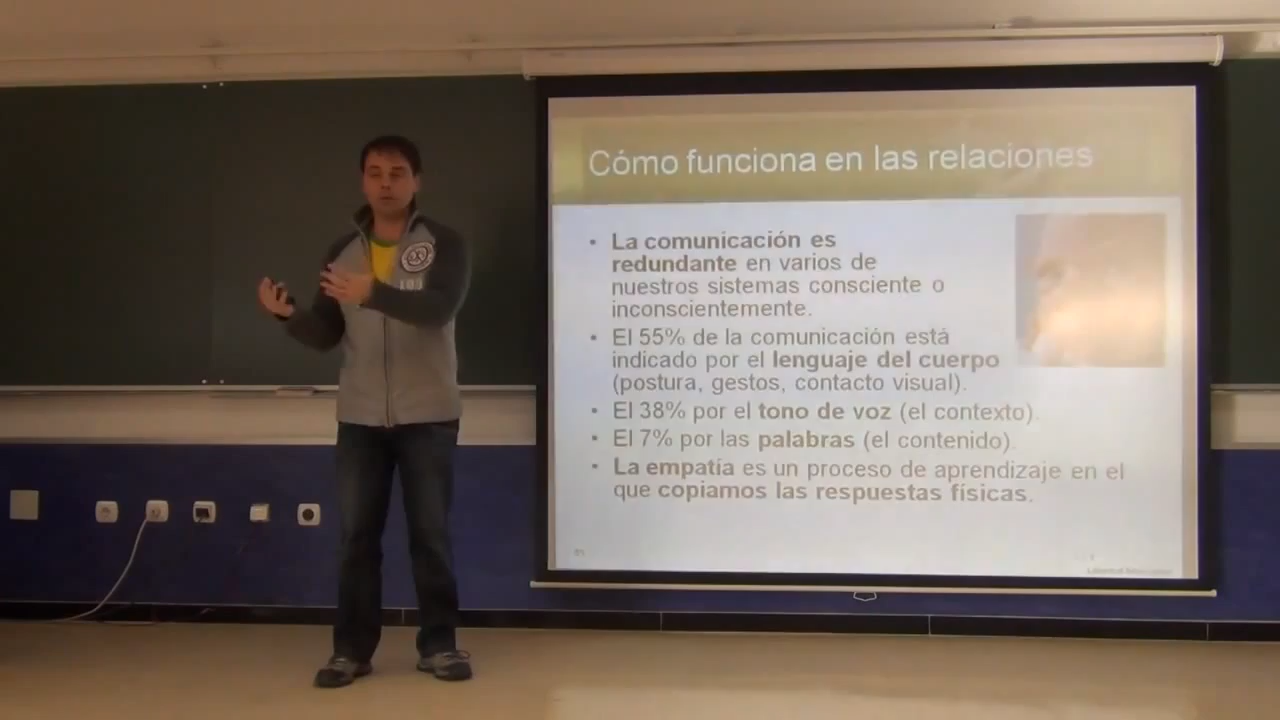 Cómo funciona en las relaciones
• La comunicación es
redundante en varios de
nuestros sistemas consciente o
inconscientemente.
• El 55% de la comunicación está
indicado por el lenguaje del cuerpo
(postura, gestos, contacto visual).
• El 38% por el tono de voz (el contexto).
• El 7% por las palabras (el contenido).
• La empatía es un proceso de aprendizaje en el
que copiamos las respuestas físicas.